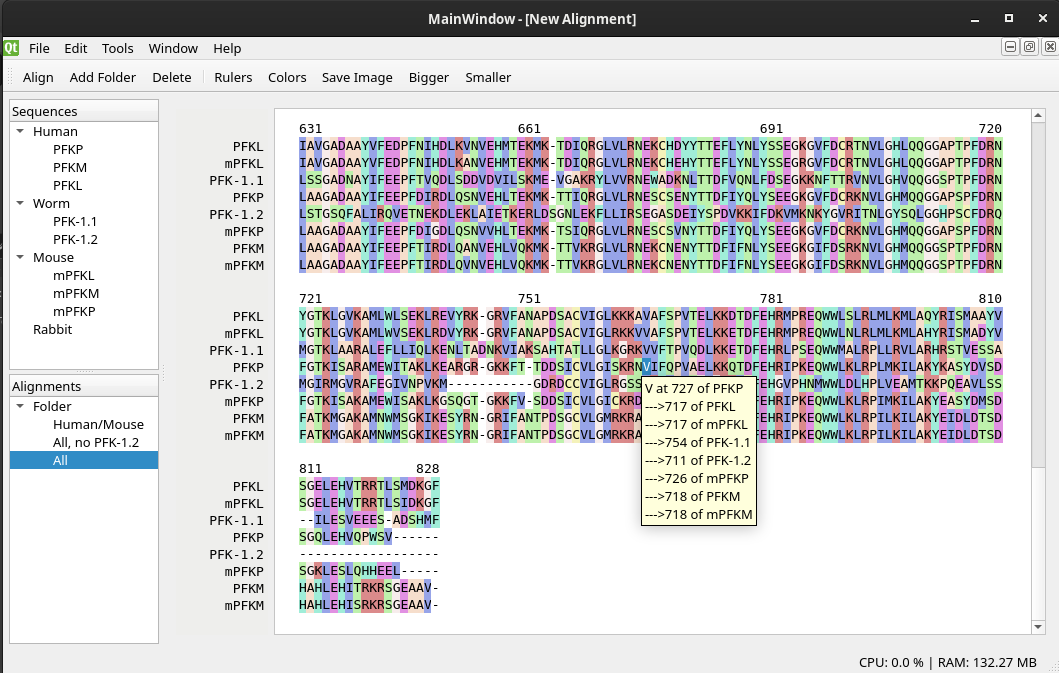 MainWindow - [New Alignment]
File Edit Tools Window Help
Align Add Folder Delete Rulers Colors Save Image Bigger Smaller
Sequences
Human
PFKP
PFKM
PFKL
Worm
PFK-1.1
PFK-1.2
Mouse
mPFKL
mPFKM
mPFKP
Rabbit
Alignments
Folder
Human/Mouse
All, no PFK-1.2
All
631 661 691 720
PFKL IAVGADAAYVFEDPFNIHDLKVNVEHMTEKMK-TDIQRGLVLRNEKCHDYYTTEFLYNLYSSEGKGVFDCRTNVLGHLQQGGAPTPFDRN
mPFKL IAVGADAAYVFEDPFNIHDLKANVEHMTEKMK-TDIQRGLVLRNEKCHEHYTTEFLYNLYSSEGRGVFDCRTNVLGHLQQGGAPTPFDRN
PFK-1.1 LSSGADNAYIFEEPFTVQDLSDDVDVILSKME-VGAKRYLVVRNEWADKNLTTDFVQNLFDSEGKKNFTTRVNVLGHVQQGGAPTPFDRN
PFKP LAAGADAAYIFEEPFDIRDLQSNVEHLTEKMK-TTIQRGLVLRNESCSENYTTDFIYQLYSEEGKGVFDCRKNVLGHMQQGGAPSPFDRN
PFK-1.2 LSTGSQFALIRQVETNEKDLEKLAIETKERLDSGNLEKFLLIRSEGASDEIYSPDVKKIFDKVMKNKYGVRITNLGYSQLGGHPSCFDRQ
mPFKP LAAGADAAYIFEEPFDIGDLQSNVVHLTEKMK-TSIQRGLVLRNESCSVNYTTDFIYQLYSEEGKGVFDCRKNVLGHMQQGGAPSPFDRN
PFKM LAAGADAAYIFEEPFTIRDLQANVEHLVQKMK-TTVKRGLVLRNEKCNENYTTDFIFNLYSEEGKGIFDSRKNVLGHMQQGGSPTPFDRN
mPFKM LAAGADAAYIFEEPFTIRDLQVNVEHLVQKMK-TTVKRGLVLRNEKCNENYTTDFIFNLYSEEGKGIFDSRKNVLGHMQQGGSPTPFDRN
721 751 781 810
PFKL YGTKLGVKAMLWLSEKLREVYRK-GRVFANAPDSACVIGLKKKAVAFSPVTELKKDTDFEHRMPREQWWLSLRLMLKMLAQYRISMAAYV
mPFKL YGTKLGVKAMLWVSEKLRDVYRK-GRVFANAPDSACVIGLRKKVVAFSPVTELKKETDFEHRMPREQWWLNLRLMLKMLAHYRISMADYV
PFK-1.1 MGTKLAARALEFLLIQLKENLTADNKVIAKSAHTATLLGLKGRKVVFTPVQDLKKETDFEHRLPSEQWWMALRPLLRVLARHRSTVESSA
PFKP FGTKISARAMEWITAKLKEARGR-GKKFT-TDDSICVLGISKRNVIFQPVAELKKQTDFEHRIPKEQWWLKLRPLMKILAKYKASYDVSD
PFK-1.2 MGIRMGVRAFEGIVNPVKM-----------GDRDCCVIGLRGSS FEHGVPHNMWWLDLHPLVEAMTKKPQEAVLSS
mPFKP FGTKISAKAMEWISAKLKGSQGT-GKKFV-SDDSICVLGICKRD FEHRIPKEQWWLKLRPIMKILAKYEASYDMSD
PFKM FATKMGAKAMNWMSGKIKESYRN-GRIFANTPDSGCVLGMRKRA FEHRIPKEQWWLKLRPILKILAKYEIDLDTSD
mPFKM FATKMGAKAMNWMSGKIKESYRN-GRIFANTPDSGCVLGMRKRA FEHRIPKEQWWLKLRPILKILAKYEIDLDTSD
V at 727 of PFKP
--->717 of PFKL
--->717 of mPFKL
--->754 of PFK-1.1
--->711 of PFK-1.2
--->726 of mPFKP
--->718 of PFKM
--->718 of mPFKM
811 828
PFKL SGELEHVTRRTLSMDKGF
mPFKL SGELEHVTRRTLSIDKGF
PFK-1.1 --ILESVEEES-ADSHMF
PFKP SGQLEHVQPWSV------
PFK-1.2 ------------------
mPFKP SGKLESLQHHEEL-----
PFKM HAHLEHITRKRSGEAAV-
mPFKM HAHLEHISRKRSGEAAV-
CPU: 0.0 % | RAM: 132.27 MB